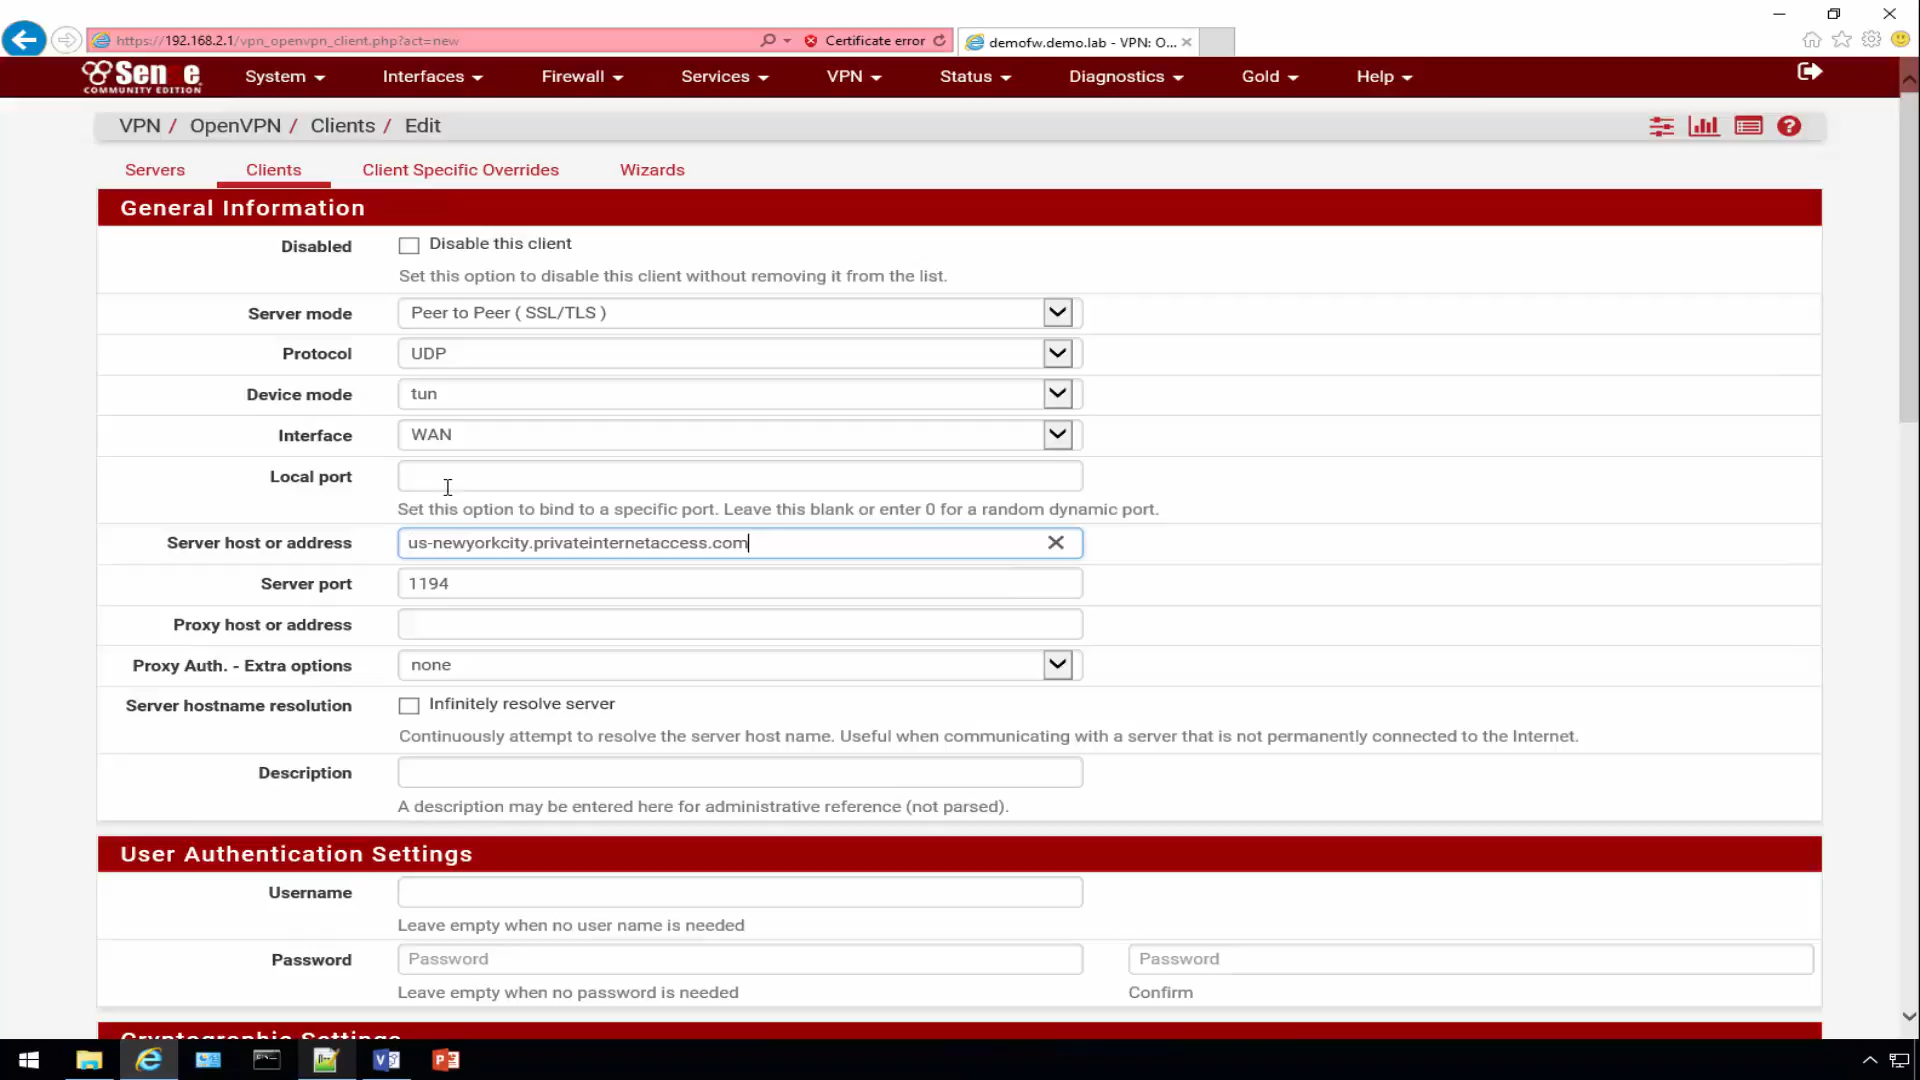 https://192.168.2.1/vpn_openvpn_client.php?act=new
Certificate error
demofw.demo.lab - VPN: O...
Sense
COMMUNITY EDITION
System
Interfaces
Firewall
Services
VPN
Status
Diagnostics
Gold
Help
VPN / OpenVPN / Clients / Edit
Servers
Clients
Client Specific Overrides
Wizards
General Information
Disabled
Disable this client
Set this option to disable this client without removing it from the list.
Server mode
Peer to Peer ( SSL/TLS )
Protocol
UDP
Device mode
tun
Interface
WAN
Local port
Set this option to bind to a specific port. Leave this blank or enter 0 for a random dynamic port.
Server host or address
us-newyorkcity.privateinternetaccess.com
Server port
1194
Proxy host or address
Proxy Auth. - Extra options
none
Server hostname resolution
Infinitely resolve server
Continuously attempt to resolve the server host name. Useful when communicating with a server that is not permanently connected to the Internet.
Description
A description may be entered here for administrative reference (not parsed).
User Authentication Settings
Username
Leave empty when no user name is needed
Password
Password
Password
Leave empty when no password is needed
Confirm
Cryptographic Settings